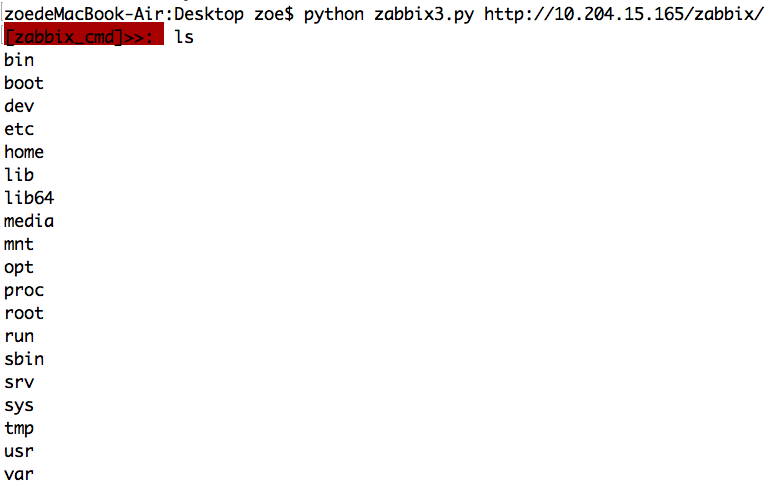 zoedeMacBook-Air:Desktop zoe$ python zabbix3.py http://10.204.15.165/zabbix/
[zabbix_cmd]>>:  ls
bin
boot
dev
etc
home
lib
lib64
media
mnt
opt
proc
root
run
sbin
srv
sys
tmp
usr
var